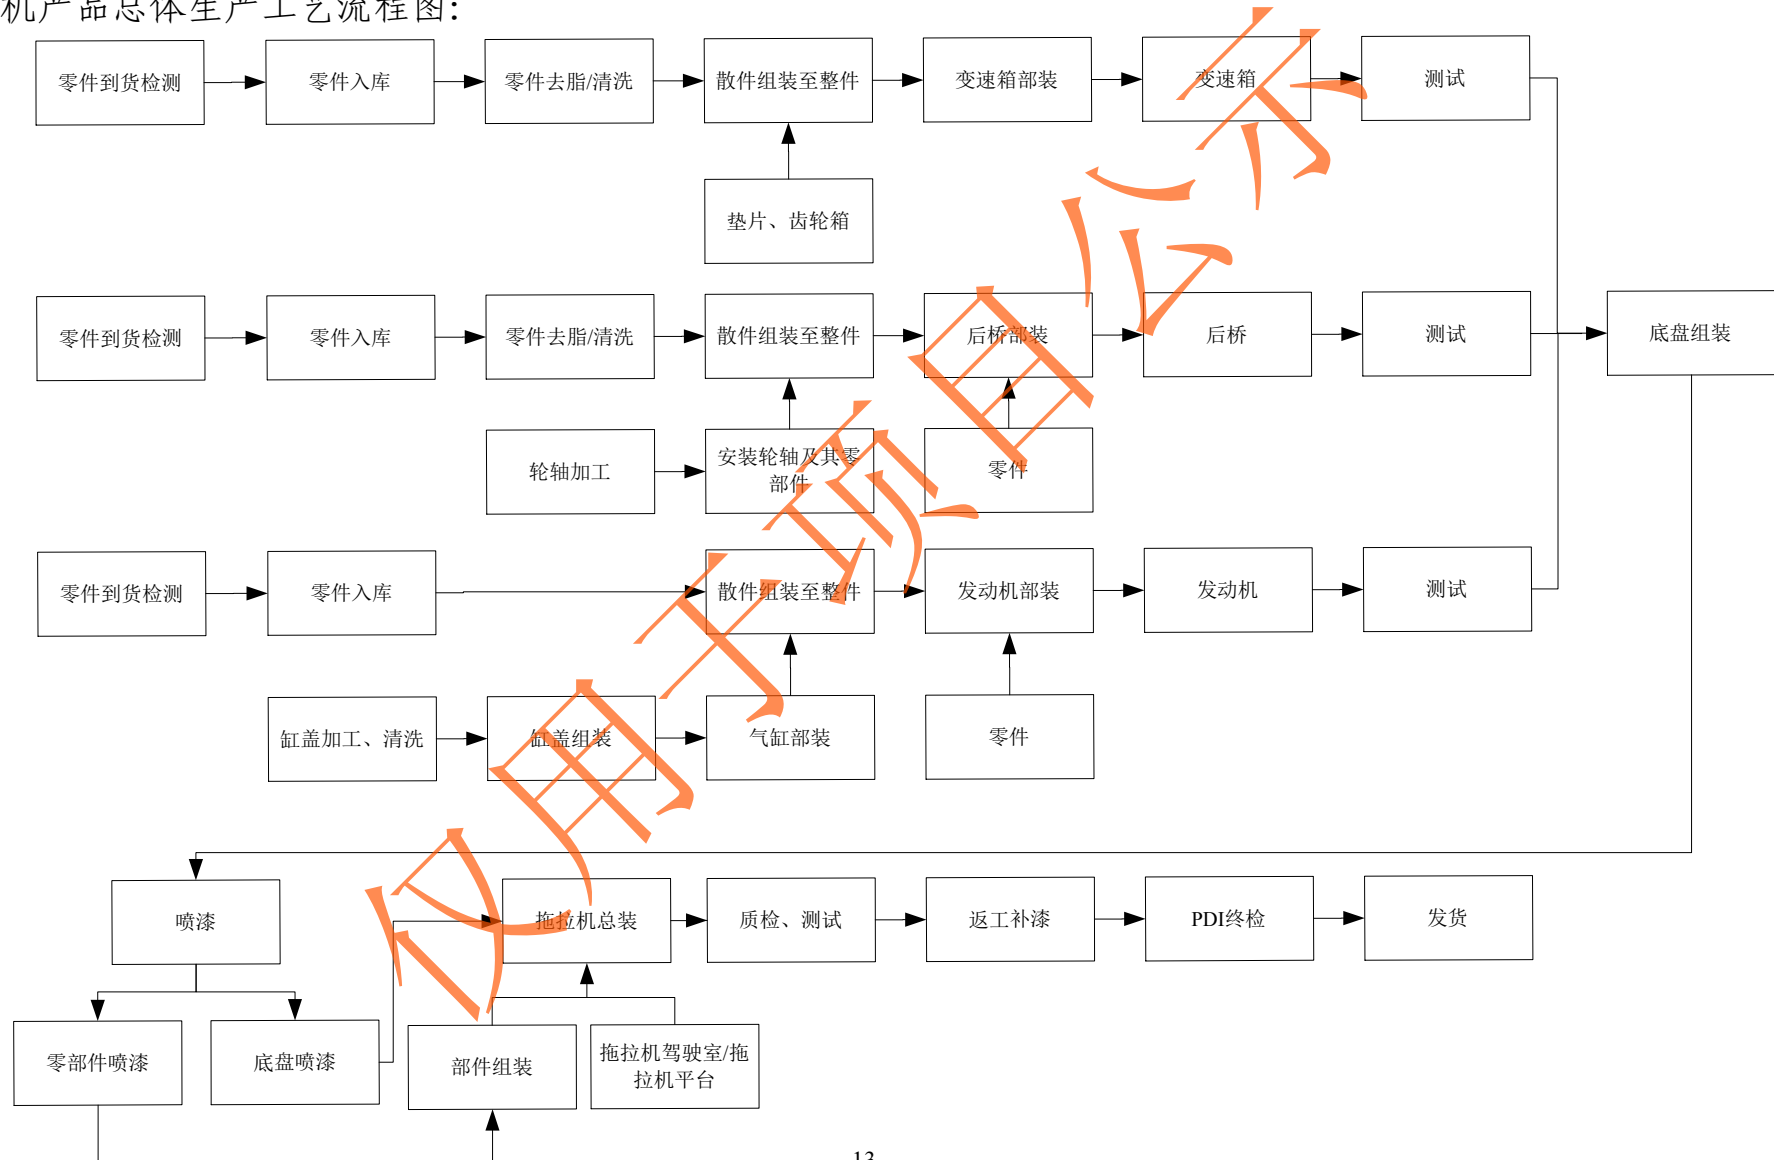 机产品总体生产工艺流程图:
零件到货检测
零件入库
零件去脂/清洗
散件组装至整件
变速箱部装
变速箱
测试
垫片、齿轮箱
零件到货检测
零件入库
零件去脂/清洗
散件组装至整件
后桥部装
后桥
测试
底盘组装
轮轴加工
安装轮轴及其零
部件
零件
零件到货检测
零件入库
散件组装至整件
发动机部装
发动机
测试
缸盖加工、清洗
缸盖组装
气缸部装
零件
喷漆
拖拉机总装
质检、测试
返工补漆
PDI终检
发货
零部件喷漆
底盘喷漆
部件组装
拖拉机驾驶室/拖
拉机平台
仅用于项目公示
13